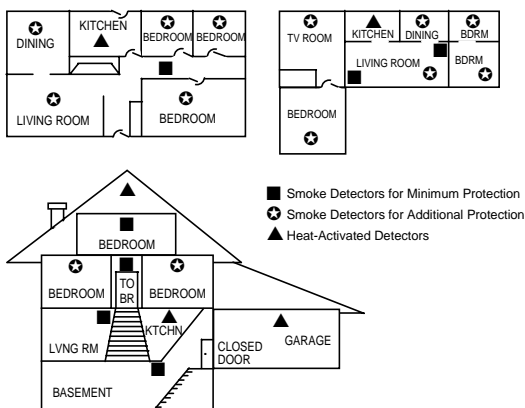 DINING
KITCHEN
BEDROOM
BEDROOM
LIVING ROOM
BEDROOM
TV ROOM
KITCHEN
DINING
BDRM
LIVING ROOM
BDRM
BEDROOM
Smoke Detectors for Minimum Protection
Smoke Detectors for Additional Protection
Heat-Activated Detectors
BEDROOM
BEDROOM
TO
BR
BEDROOM
LVNG RM
KTCHN
CLOSED
DOOR
GARAGE
BASEMENT